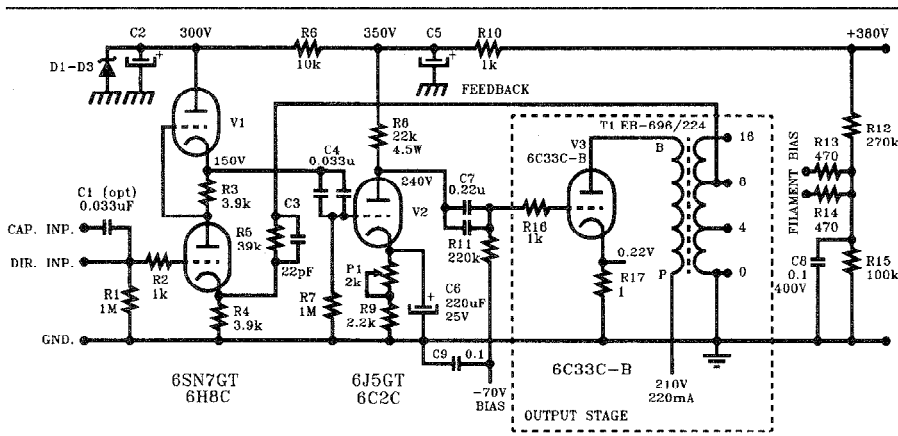 C2
300V
R6
10k
350V
C5
R10
1k
+380V
D1-D3
FEEDBACK
V1
R6
22k
4.5W
T1 EB-696/224
V3
6C33C-B
B
16
R12
270k
R13
470
FILAMENT BIAS
150V
C4
0.033u
240V
C7
0.22u
8
R14
470
C1 (opt)
0.033uF
R3
3.9k
C3
V2
R16
1k
CAP. INP.
R5
39k
R11
220k
0.22V
4
DIR. INP.
R2
1k
22pF
P1
2k
C6
220uF
25V
R17
1
P
0
C8
0.1
400V
R15
100k
R1
1M
R4
3.9k
R7
1M
R9
2.2k
GND.
C9 0.1
6SN7GT
6H8C
6J5GT
6C2C
-70V
BIAS
6C33C-B
210V
220mA
OUTPUT STAGE